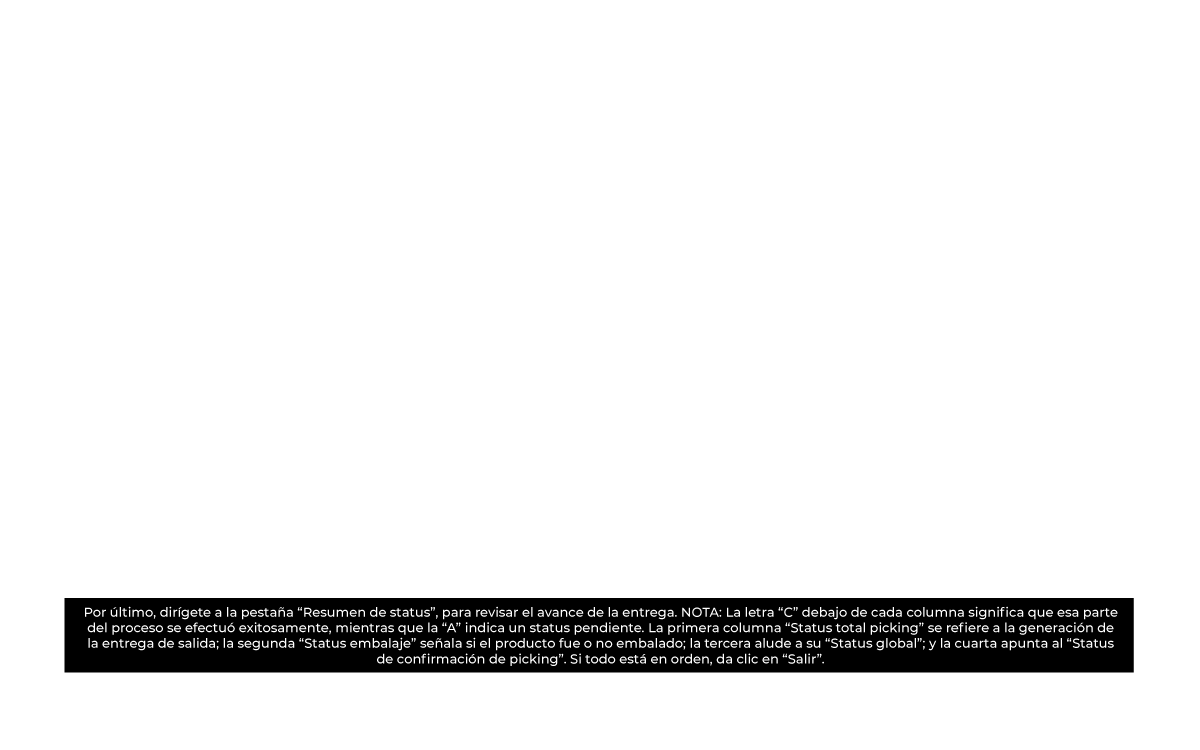 Por último, dirígete a la pestaña “Resumen de status”, para revisar el avance de la entrega. NOTA: La letra “C” debajo de cada columna significa que esa parte
del proceso se efectuó exitosamente, mientras que la “A” indica un status pendiente. La primera columna “Status total picking” se refiere a la generación de
la entrega de salida; la segunda “Status embalaje” señala si el producto fue o no embalado; la tercera alude a su “Status global”; y la cuarta apunta al “Status
de confirmación de picking”. Si todo está en orden, da clic en “Salir”.